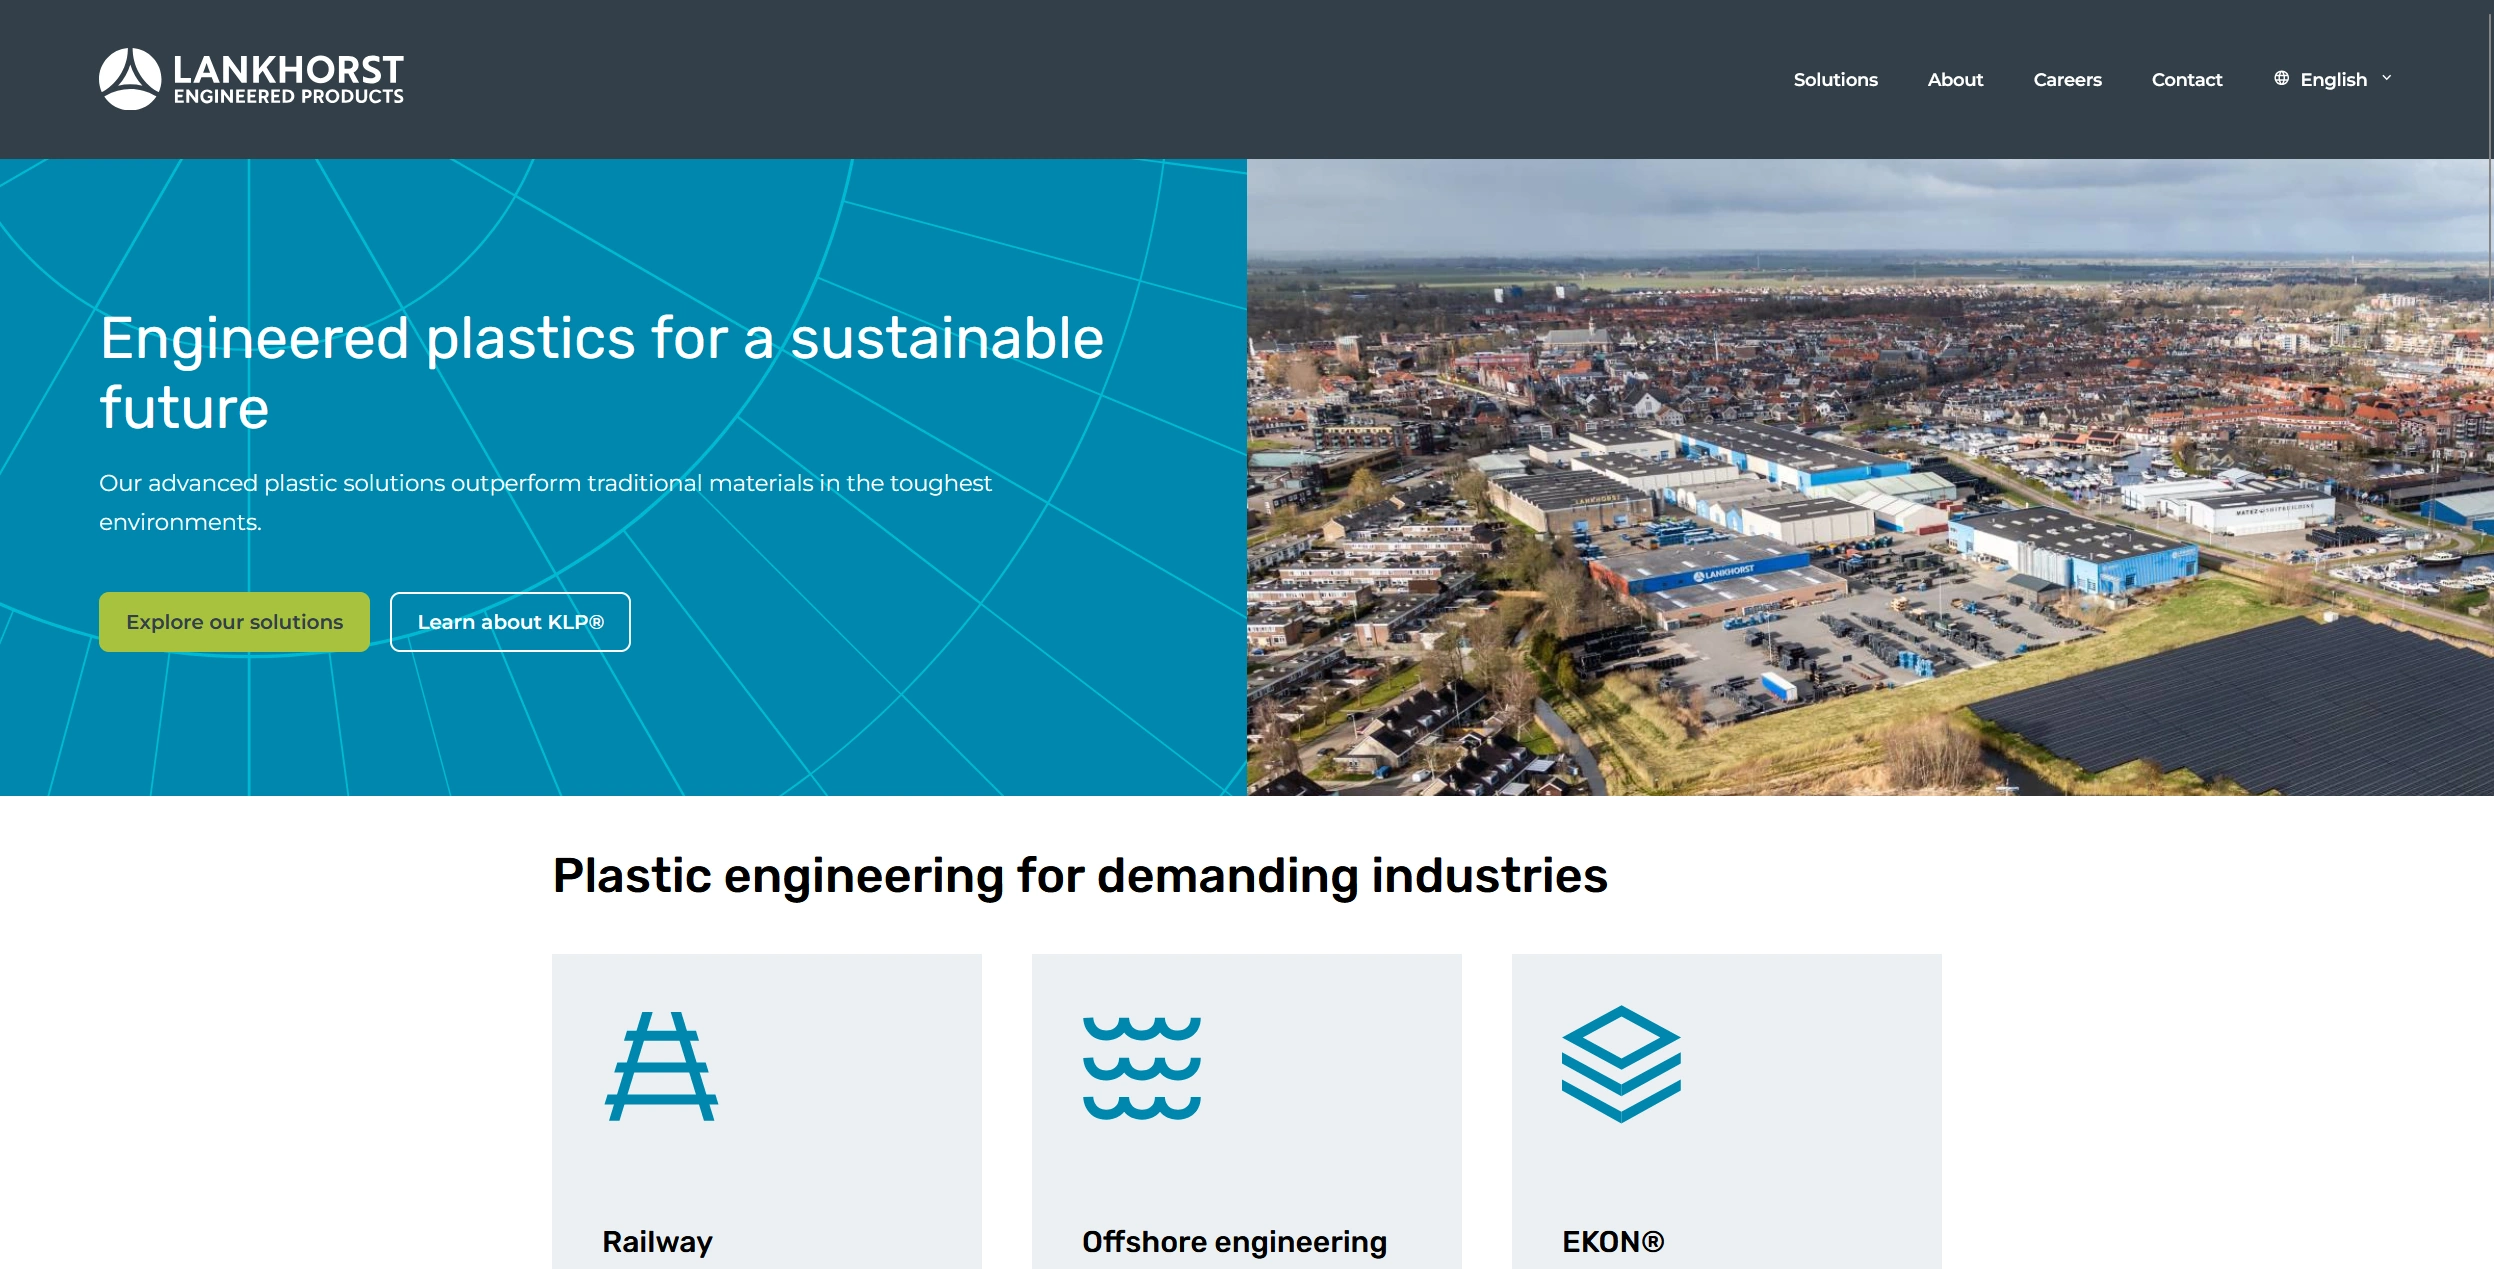 LANKHORST
ENGINEERED PRODUCTS
Solutions
About
Careers
Contact
English
Engineered plastics for a sustainable
future
Our advanced plastic solutions outperform traditional materials in the toughest
environments.
Explore our solutions
Learn about KLP®
LANKHORST
LANKHORST
Plastic engineering for demanding industries
Railway
Offshore engineering
EKON®